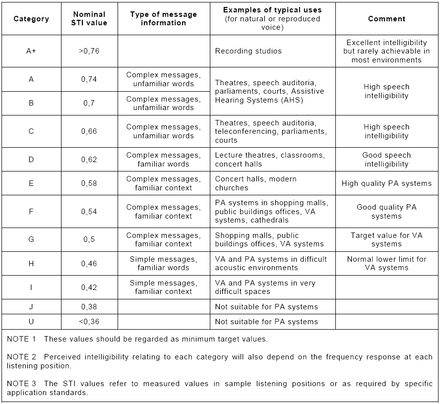 Category Nominal STI value Type of message information Examples of typical uses (for natural or reproduced voice) Comment
A+ >0,76 Recording studios Excellent intelligibility but rarely achievable in most environments
A 0,74 Complex messages, unfamiliar words Theatres, speech auditoria, parliaments, courts, Assistive Hearing Systems (AHS) High speech intelligibility
B 0,7 Complex messages, unfamiliar words
C 0,66 Complex messages, unfamiliar words Theatres, speech auditoria, teleconferencing, parliaments, courts High speech intelligibility
D 0,62 Complex messages, familiar words Lecture theatres, classrooms, concert halls Good speech intelligibility
E 0,58 Complex messages, familiar context Concert halls, modern churches High quality PA systems
F 0,54 Complex messages, familiar context PA systems in shopping malls, public buildings offices, VA systems, cathedrals Good quality PA systems
G 0,5 Complex messages, familiar context Shopping malls, public buildings offices, VA systems Target value for VA systems
H 0,46 Simple messages, familiar words VA and PA systems in difficult acoustic environments Normal lower limit for VA systems
I 0,42 Simple messages, familiar context VA and PA systems in very difficult spaces
J 0,38 Not suitable for PA systems
U <0,36 Not suitable for PA systems
NOTE 1 These values should be regarded as minimum target values.
NOTE 2 Perceived intelligibility relating to each category will also depend on the frequency response at each
listening position.
NOTE 3 The STI values refer to measured values in sample listening positions or as required by specific
application standards.